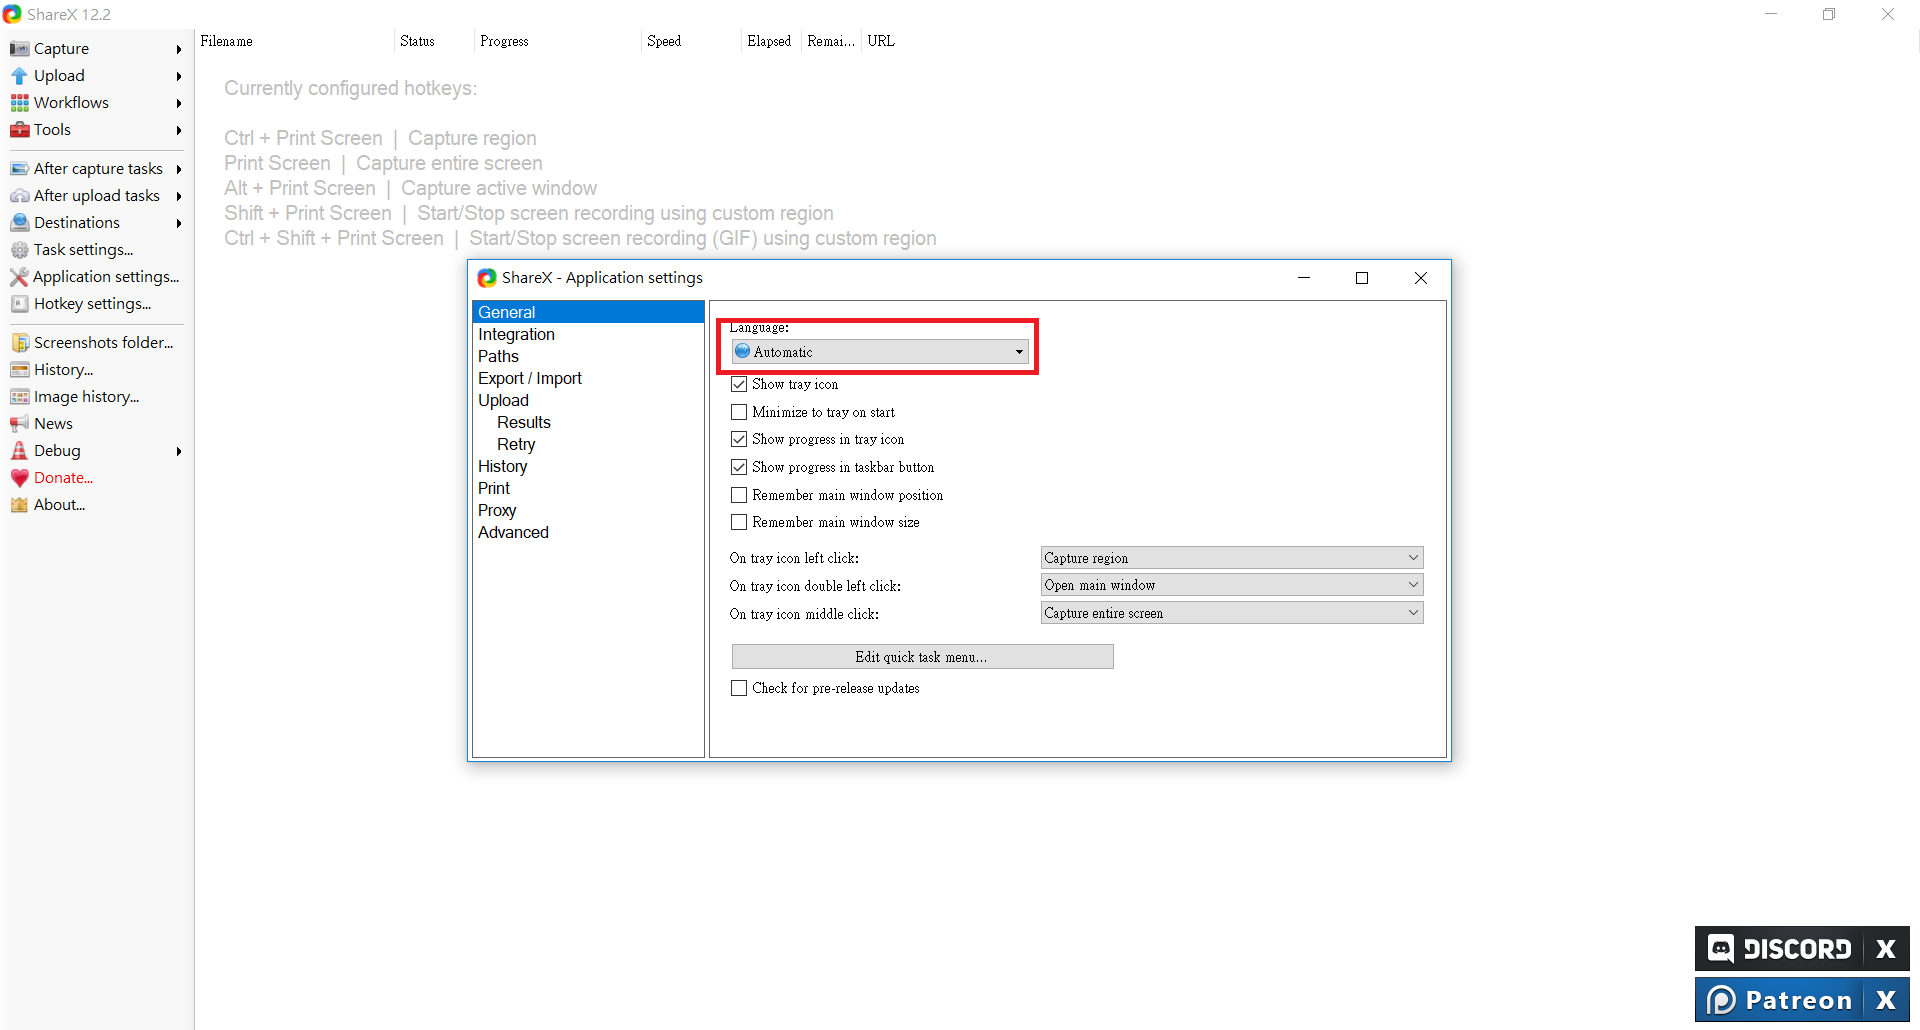 ShareX 12.2
Capture
Upload
Workflows
Tools
After capture tasks
After upload tasks
Destinations
Task settings...
Application settings...
Hotkey settings...
Screenshots folder...
History...
Image history...
News
Debug
Donate...
About...
Filename Status Progress Speed Elapsed Remai... URL
Currently configured hotkeys:
Ctrl + Print Screen | Capture region
Print Screen | Capture entire screen
Alt + Print Screen | Capture active window
Shift + Print Screen | Start/Stop screen recording using custom region
Ctrl + Shift + Print Screen | Start/Stop screen recording (GIF) using custom region
ShareX - Application settings
General
Integration
Paths
Export / Import
Upload
Results
Retry
History
Print
Proxy
Advanced
Language:
Automatic
Show tray icon
Minimize to tray on start
Show progress in tray icon
Show progress in taskbar button
Remember main window position
Remember main window size
On tray icon left click: Capture region
On tray icon double left click: Open main window
On tray icon middle click: Capture entire screen
Edit quick task menu...
Check for pre-release updates
DISCORD X
Patreon X